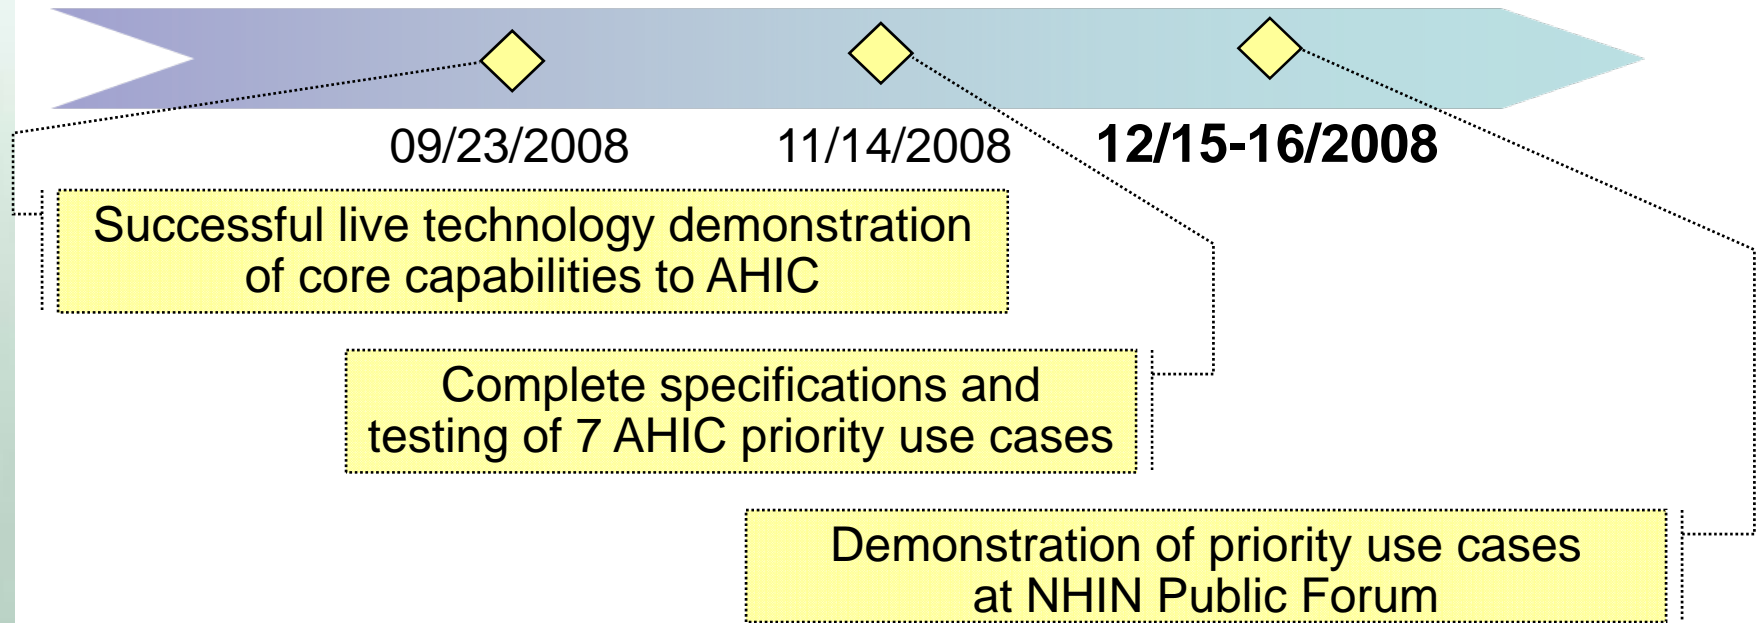 09/23/2008
11/14/2008
12/15-16/2008
Successful live technology demonstration
of core capabilities to AHIC
Complete specifications and
testing of 7 AHIC priority use cases
Demonstration of priority use cases
at NHIN Public Forum